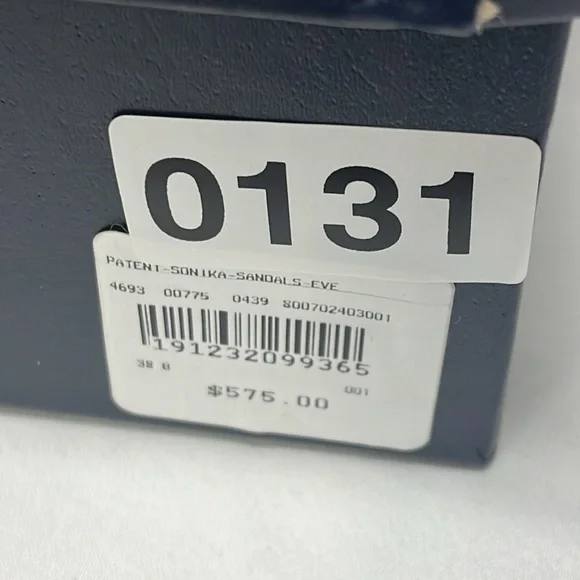 0131
PATENT-SONIKA-SANDALS-EVE
4693 00775 0439 S00702403001
191232099365
38 B 001
$575.00